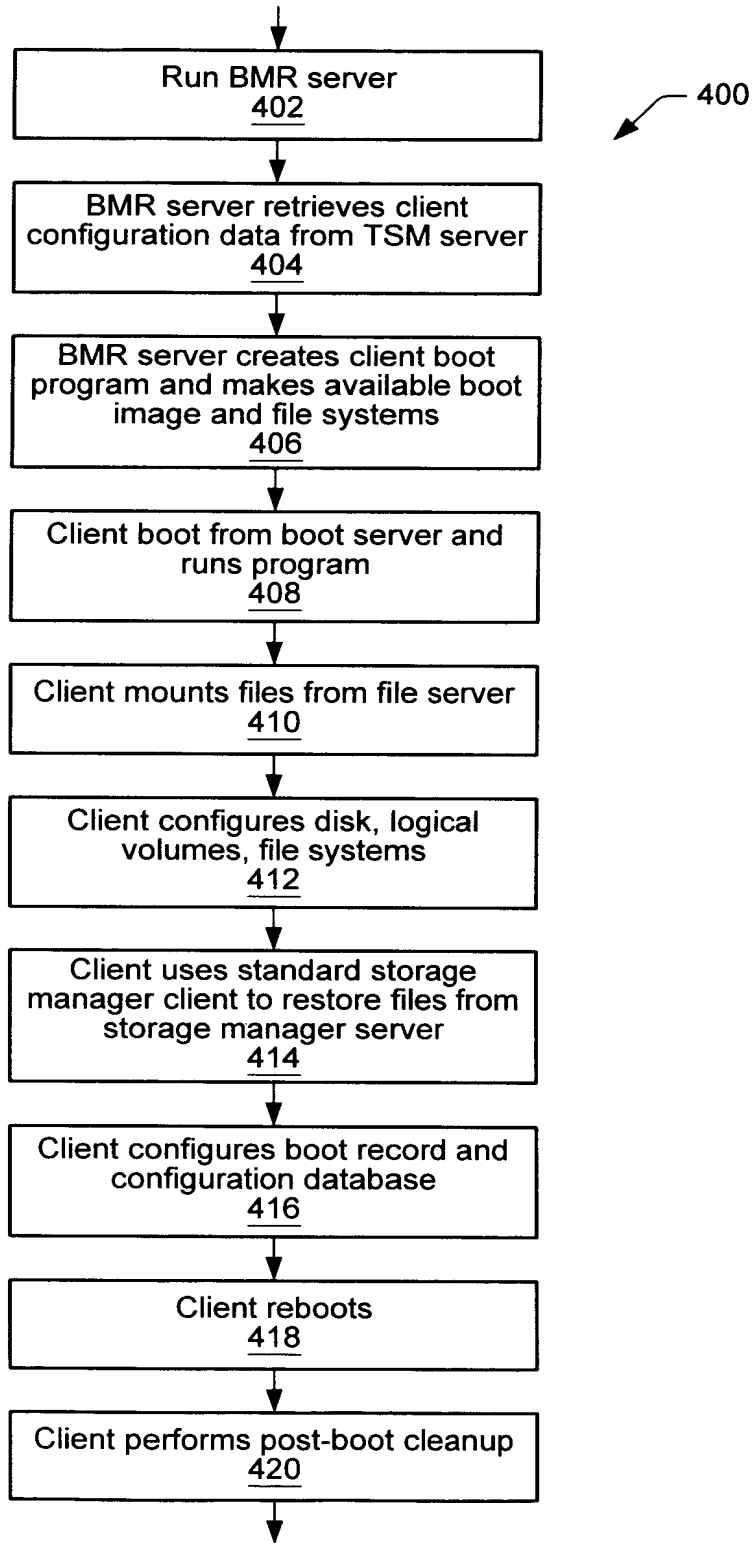 Run BMR server
402
400
BMR server retrieves client
configuration data from TSM server
404
BMR server creates client boot
program and makes available boot
image and file systems
406
Client boot from boot server and
runs program
408
Client mounts files from file server
410
Client configures disk, logical
volumes, file systems
412
Client uses standard storage
manager client to restore files from
storage manager server
414
Client configures boot record and
configuration database
416
Client reboots
418
Client performs post-boot cleanup
420